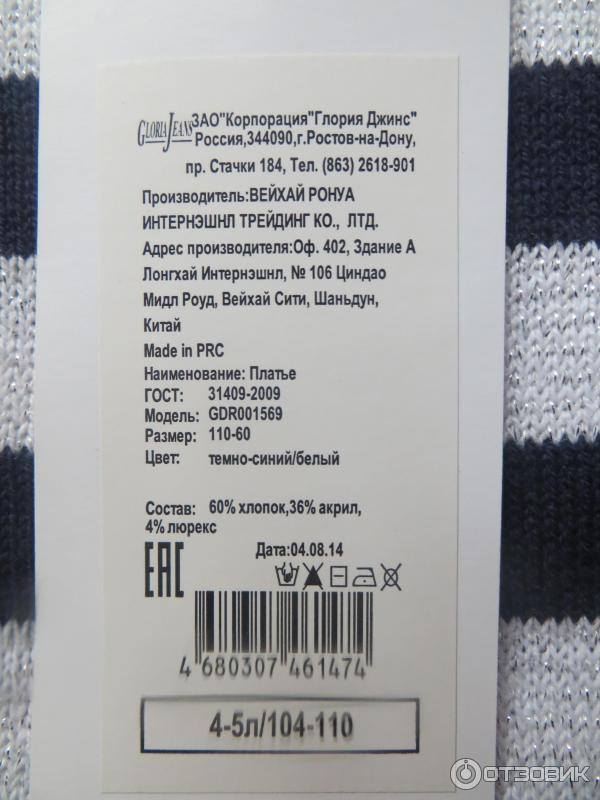 GLORIA JEANS ЗАО"Корпорация"Глория Джинс"
Россия,344090,г.Ростов-на-Дону,
пр. Стачки 184, Тел. (863) 2618-901
Производитель:ВЕЙХАЙ РОНУА
ИНТЕРНЭШНЛ ТРЕЙДИНГ КО., ЛТД.
Адрес производителя:Оф. 402, Здание А
Лонгхай Интернэшнл, № 106 Циндао
Мидл Роуд, Вейхай Сити, Шаньдун,
Китай
Made in PRC
Наименование: Платье
ГОСТ: 31409-2009
Модель: GDR001569
Размер: 110-60
Цвет: темно-синий/белый
Состав: 60% хлопок,36% акрил,
4% люрекс
Дата:04.08.14
EAC
4 680307 461474
4-5л/104-110
ОТЗОВИК